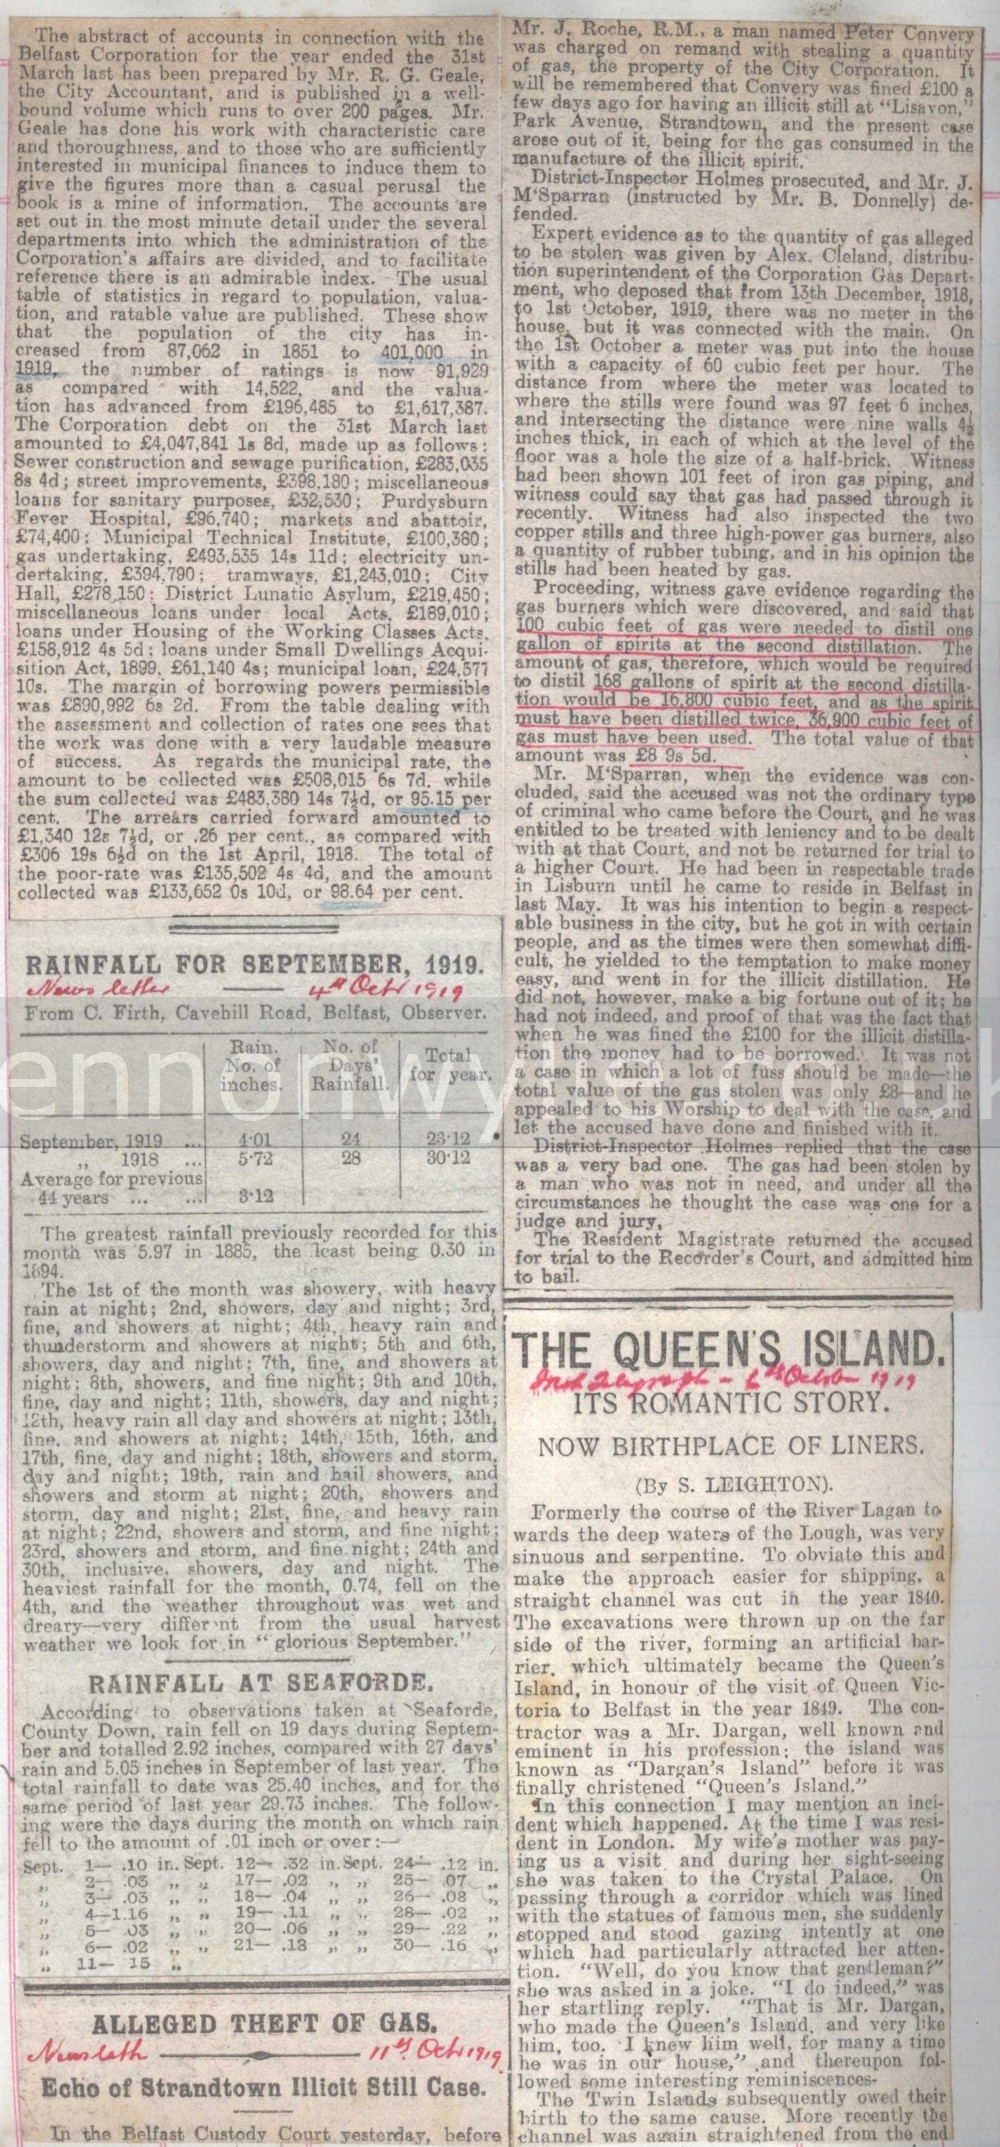 The abstract of accounts in connection with the
Belfast Corporation for the year ended the 31st
March last has been prepared by Mr. R. G. Geale,
the City Accountant, and is published in a well-
bound volume which runs to over 200 pages. Mr.
Geale has done his work with characteristic care
and thoroughness, and to those who are sufficiently
interested in municipal finances to induce them to
give the figures more than a casual perusal the
book is a mine of information. The accounts are
set out in the most minute detail under the several
departments into which the administration of the
Corporation's affairs are divided, and to facilitate
reference there is an admirable index. The usual
table of statistics in regard to population, valua-
tion, and ratable value are published. These show
that the population of the city has in-
creased from 87,062 in 1851 to 401,000 in
1919, the number of ratings is now 91,929
as compared with 14,522, and the valua-
tion has advanced from £196,485 to £1,617,387.
The Corporation debt on the 31st March last
amounted to £4,047,841 1s 8d, made up as follows:
Sewer construction and sewage purification, £283,035
8s 4d; street improvements, £398,180; miscellaneous
loans for sanitary purposes, £32,530; Purdysburn
Fever Hospital, £96,740; markets and abattoir,
£74,400; Municipal Technical Institute, £100,380;
gas undertaking, £493,535 14s 11d; electricity un-
dertaking, £394,790; tramways, £1,243,010; City
Hall, £278,150; District Lunatic Asylum, £219,450;
miscellaneous loans under local Acts, £189,010;
loans under Housing of the Working Classes Acts,
£158,912 4s 5d; loans under Small Dwellings Acqui-
sition Act, 1899, £61,140 4s; municipal loan, £24,577
10s. The margin of borrowing powers permissible
was £890,992 6s 2d. From the table dealing with
the assessment and collection of rates one sees that
the work was done with a very laudable measure
of success. As regards the municipal rate, the
amount to be collected was £508,015 6s 7d, while
the sum collected was £483,380 14s 7½d, or 95.15 per
cent. The arrears carried forward amounted to
£1,340 12s 7½d, or .26 per cent., as compared with
£306 19s 6½d on the 1st April, 1918. The total of
the poor-rate was £135,502 4s 4d, and the amount
collected was £133,652 0s 10d, or 98.64 per cent.
RAINFALL FOR SEPTEMBER, 1919.
News letter 4th Octr 1919
From C. Firth, Cavehill Road, Belfast, Observer.
Rain. No. of inches. No. of Days' Rainfall. Total for year.
September, 1919 ... 4·01 24 23·12
„ 1918 ... 5·72 28 30·12
Average for previous
44 years ... ... 3·12
The greatest rainfall previously recorded for this
month was 5.97 in 1885, the least being 0.30 in
1894.
The 1st of the month was showery, with heavy
rain at night; 2nd, showers, day and night; 3rd,
fine, and showers at night; 4th, heavy rain and
thunderstorm and showers at night; 5th and 6th,
showers, day and night; 7th, fine, and showers at
night; 8th, showers, and fine night; 9th and 10th,
fine, day and night; 11th, showers, day and night;
12th, heavy rain all day and showers at night; 13th,
fine, and showers at night; 14th, 15th, 16th, and
17th, fine, day and night; 18th, showers and storm,
day and night; 19th, rain and hail showers, and
showers and storm at night; 20th, showers and
storm, day and night; 21st, fine, and heavy rain
at night; 22nd, showers and storm, and fine night;
23rd, showers and storm, and fine night; 24th and
30th, inclusive, showers, day and night. The
heaviest rainfall for the month, 0.74, fell on the
4th, and the weather throughout was wet and
dreary—very different from the usual harvest
weather we look for in "glorious September."
RAINFALL AT SEAFORDE.
According to observations taken at Seaforde,
County Down, rain fell on 19 days during Septem-
ber and totalled 2.92 inches, compared with 27 days'
rain and 5.05 inches in September of last year. The
total rainfall to date was 25.40 inches, and for the
same period of last year 29.73 inches. The follow-
ing were the days during the month on which rain
fell to the amount of .01 inch or over:—
Sept. 1— .10 in. Sept. 12— .32 in. Sept. 24— .12 in.
„ 2— .05 „ „ 17— .02 „ „ 25— .07 „
„ 3— .03 „ „ 18— .04 „ „ 26— .08 „
„ 4—1.16 „ „ 19— .11 „ „ 28— .02 „
„ 5— .03 „ „ 20— .06 „ „ 29— .22 „
„ 6— .02 „ „ 21— .18 „ „ 30— .16 „
„ 11— 15 „
ALLEGED THEFT OF GAS.
Newsletter 11th Octr 1919
Echo of Strandtown Illicit Still Case.
In the Belfast Custody Court yesterday, before
Mr. J. Roche, R.M., a man named Peter Convery
was charged on remand with stealing a quantity
of gas, the property of the City Corporation. It
will be remembered that Convery was fined £100 a
few days ago for having an illicit still at "Lisavon,"
Park Avenue, Strandtown, and the present case
arose out of it, being for the gas consumed in the
manufacture of the illicit spirit.
District-Inspector Holmes prosecuted, and Mr. J.
M'Sparran (instructed by Mr. B. Donnelly) de-
fended.
Expert evidence as to the quantity of gas alleged
to be stolen was given by Alex. Cleland, distribu-
tion superintendent of the Corporation Gas Depart-
ment, who deposed that from 13th December, 1918,
to 1st October, 1919, there was no meter in the
house, but it was connected with the main. On
the 1st October a meter was put into the house
with a capacity of 60 cubic feet per hour. The
distance from where the meter was located to
where the stills were found was 97 feet 6 inches,
and intersecting the distance were nine walls 4½
inches thick, in each of which at the level of the
floor was a hole the size of a half-brick. Witness
had been shown 101 feet of iron gas piping, and
witness could say that gas had passed through it
recently. Witness had also inspected the two
copper stills and three high-power gas burners, also
a quantity of rubber tubing, and in his opinion the
stills had been heated by gas.
Proceeding, witness gave evidence regarding the
gas burners which were discovered, and said that
100 cubic feet of gas were needed to distil one
gallon of spirits at the second distillation. The
amount of gas, therefore, which would be required
to distil 168 gallons of spirit at the second distilla-
tion would be 16,800 cubic feet, and as the spirit
must have been distilled twice, 36,900 cubic feet of
gas must have been used. The total value of that
amount was £8 9s 5d.
Mr. M'Sparran, when the evidence was con-
cluded, said the accused was not the ordinary type
of criminal who came before the Court, and he was
entitled to be treated with leniency and to be dealt
with at that Court, and not be returned for trial to
a higher Court. He had been in respectable trade
in Lisburn until he came to reside in Belfast in
last May. It was his intention to begin a respect-
able business in the city, but he got in with certain
people, and as the times were then somewhat diffi-
cult, he yielded to the temptation to make money
easy, and went in for the illicit distillation. He
did not, however, make a big fortune out of it; he
had not indeed, and proof of that was the fact that
when he was fined the £100 for the illicit distilla-
tion the money had to be borrowed. It was not
a case in which a lot of fuss should be made—the
total value of the gas stolen was only £8—and he
appealed to his Worship to deal with the case, and
let the accused have done and finished with it.
District-Inspector Holmes replied that the case
was a very bad one. The gas had been stolen by
a man who was not in need, and under all the
circumstances he thought the case was one for a
judge and jury.
The Resident Magistrate returned the accused
for trial to the Recorder's Court, and admitted him
to bail.
THE QUEEN'S ISLAND.
Irish Telegraph – 6th October 1919
ITS ROMANTIC STORY.
NOW BIRTHPLACE OF LINERS.
(By S. LEIGHTON).
Formerly the course of the River Lagan to
wards the deep waters of the Lough, was very
sinuous and serpentine. To obviate this and
make the approach easier for shipping, a
straight channel was cut in the year 1840.
The excavations were thrown up on the far
side of the river, forming an artificial bar-
rier, which ultimately became the Queen's
Island, in honour of the visit of Queen Vic-
toria to Belfast in the year 1849. The con-
tractor was a Mr. Dargan, well known and
eminent in his profession; the island was
known as "Dargan's Island" before it was
finally christened "Queen's Island."
In this connection I may mention an inci-
dent which happened. At the time I was resi-
dent in London. My wife's mother was pay-
ing us a visit and during her sight-seeing
she was taken to the Crystal Palace. On
passing through a corridor which was lined
with the statues of famous men, she suddenly
stopped and stood gazing intently at one
which had particularly attracted her atten-
tion. "Well, do you know that gentleman?"
she was asked in a joke. "I do indeed," was
her startling reply. "That is Mr. Dargan,
who made the Queen's Island, and very like
him, too. I knew him well, for many a time
he was in our house," and thereupon fol-
lowed some interesting reminiscences.
The Twin Islands subsequently owed their
birth to the same cause. More recently the
channel was again straightened from the end